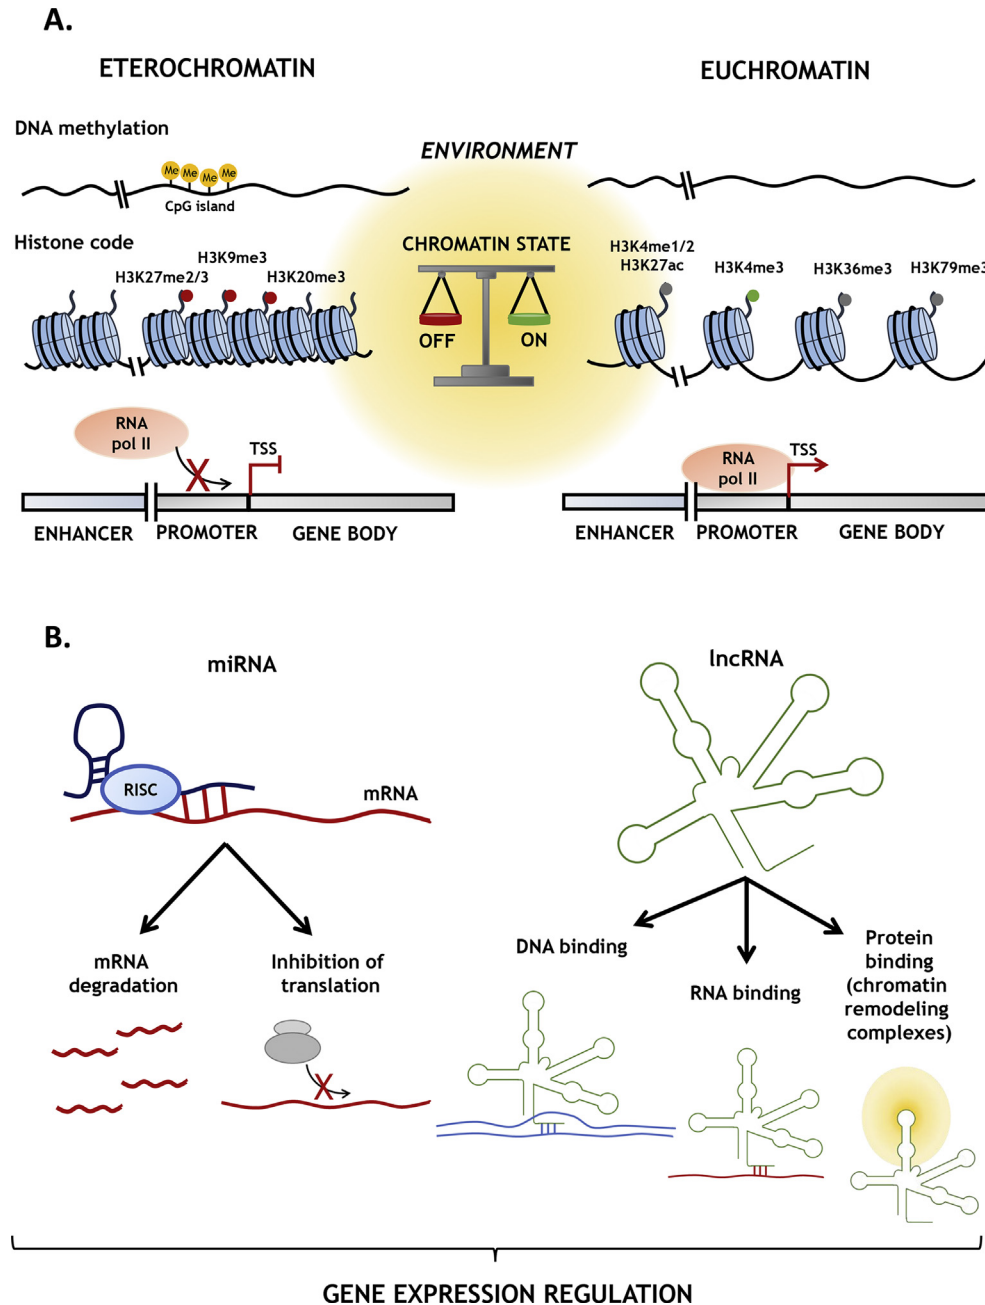 A.
ETEROCHROMATIN
EUCHROMATIN
DNA methylation
ENVIRONMENT
Me Me Me Me
CpG island
Histone code
CHROMATIN STATE
H3K9me3
H3K27me2/3
H3K20me3
H3K4me1/2
H3K27ac
H3K4me3
H3K36me3
H3K79me3
OFF
ON
RNA
pol II
TSS
RNA
pol II
TSS
ENHANCER
PROMOTER
GENE BODY
ENHANCER
PROMOTER
GENE BODY
B.
miRNA
lncRNA
RISC
mRNA
mRNA
degradation
Inhibition of
translation
DNA binding
RNA binding
Protein
binding
(chromatin
remodeling
complexes)
GENE EXPRESSION REGULATION